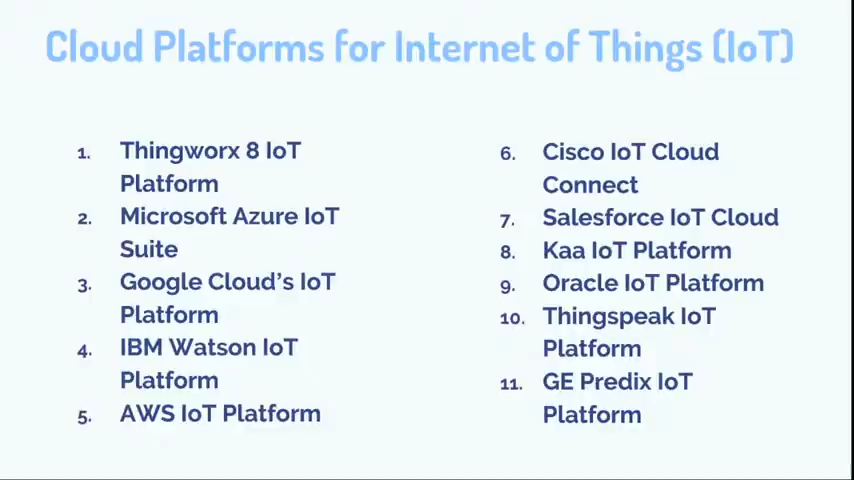 Cloud Platforms for Internet of Things (IoT)
1. Thingworx 8 IoT
Platform
2. Microsoft Azure IoT
Suite
3. Google Cloud's IoT
Platform
4. IBM Watson IoT
Platform
5. AWS IoT Platform
6. Cisco IoT Cloud
Connect
7. Salesforce IoT Cloud
8. Kaa IoT Platform
9. Oracle IoT Platform
10. Thingspeak IoT
Platform
11. GE Predix IoT
Platform